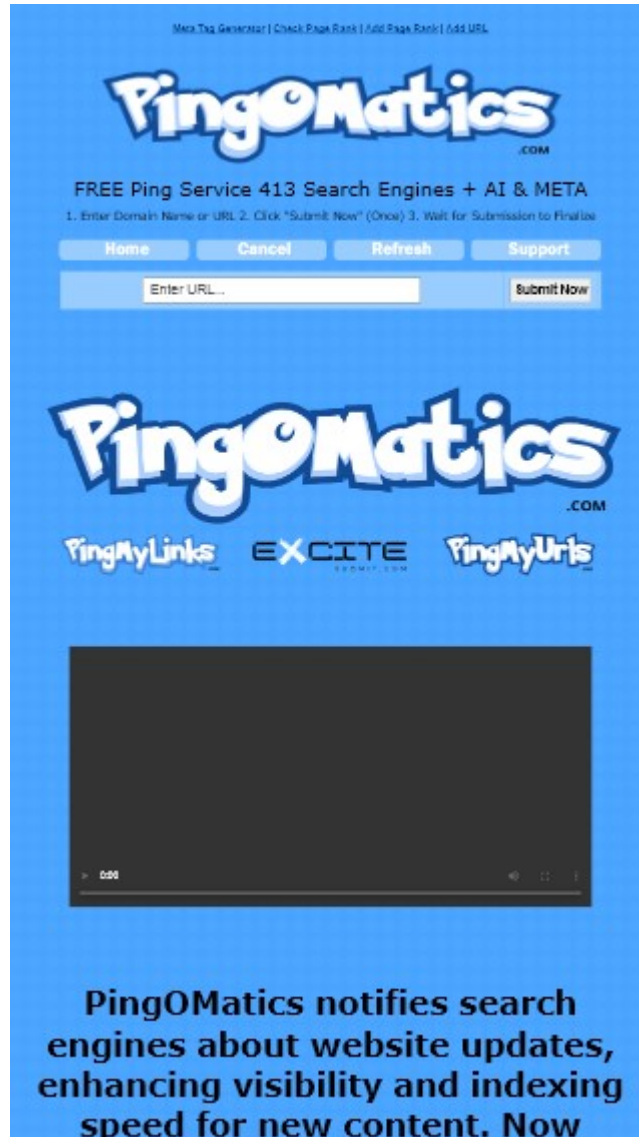 Meta Tag Generator | Check Page Rank | Add Page Rank | Add URL
PingOMatics
.COM
FREE Ping Service 413 Search Engines + AI & META
1. Enter Domain Name or URL 2. Click "Submit Now" (Once) 3. Wait for Submission to Finalize
Home Cancel Refresh Support
Enter URL... Submit Now
PingOMatics
.COM
PingMyLinks EXCITE PingMyUrls
SUBMIT.COM
0:00
PingOMatics notifies search
engines about website updates,
enhancing visibility and indexing
speed for new content. Now